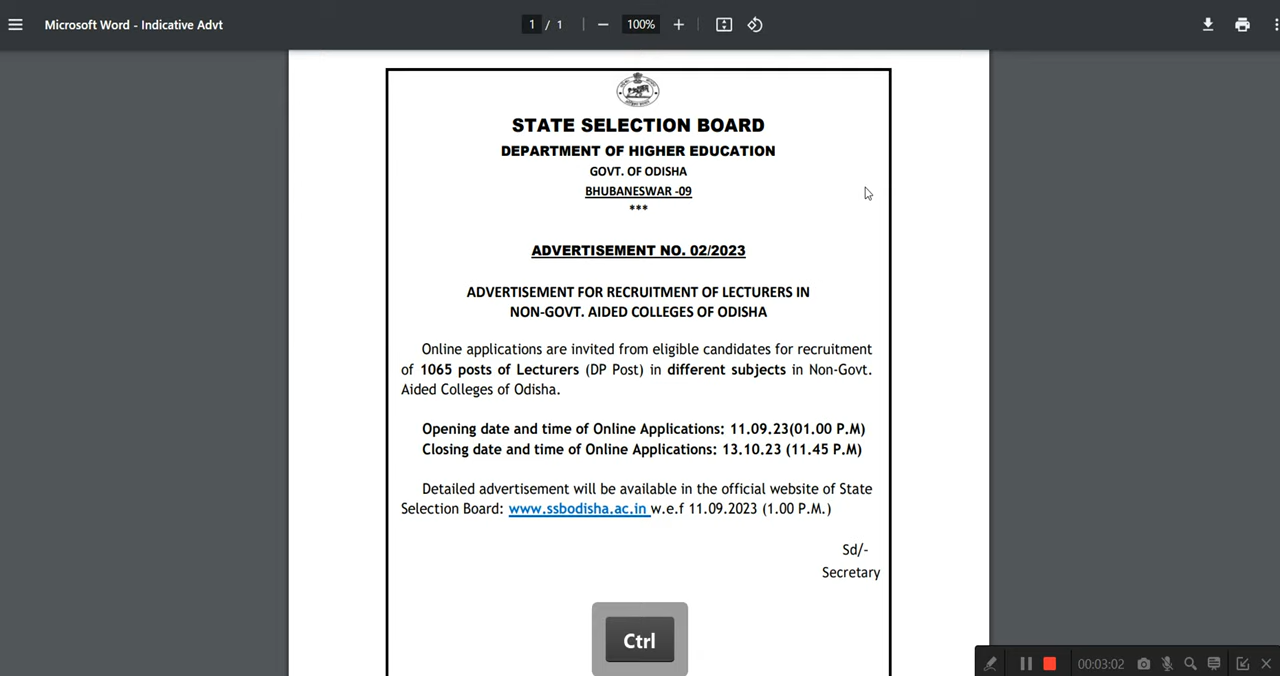 Microsoft Word - Indicative Advt
1 / 1
100%
STATE SELECTION BOARD
DEPARTMENT OF HIGHER EDUCATION
GOVT. OF ODISHA
BHUBANESWAR -09
***
ADVERTISEMENT NO. 02/2023
ADVERTISEMENT FOR RECRUITMENT OF LECTURERS IN
NON-GOVT. AIDED COLLEGES OF ODISHA
Online applications are invited from eligible candidates for recruitment
of 1065 posts of Lecturers (DP Post) in different subjects in Non-Govt.
Aided Colleges of Odisha.
Opening date and time of Online Applications: 11.09.23(01.00 P.M)
Closing date and time of Online Applications: 13.10.23 (11.45 P.M)
Detailed advertisement will be available in the official website of State
Selection Board: www.ssbodisha.ac.in w.e.f 11.09.2023 (1.00 P.M.)
Sd/-
Secretary
Ctrl
00:03:02